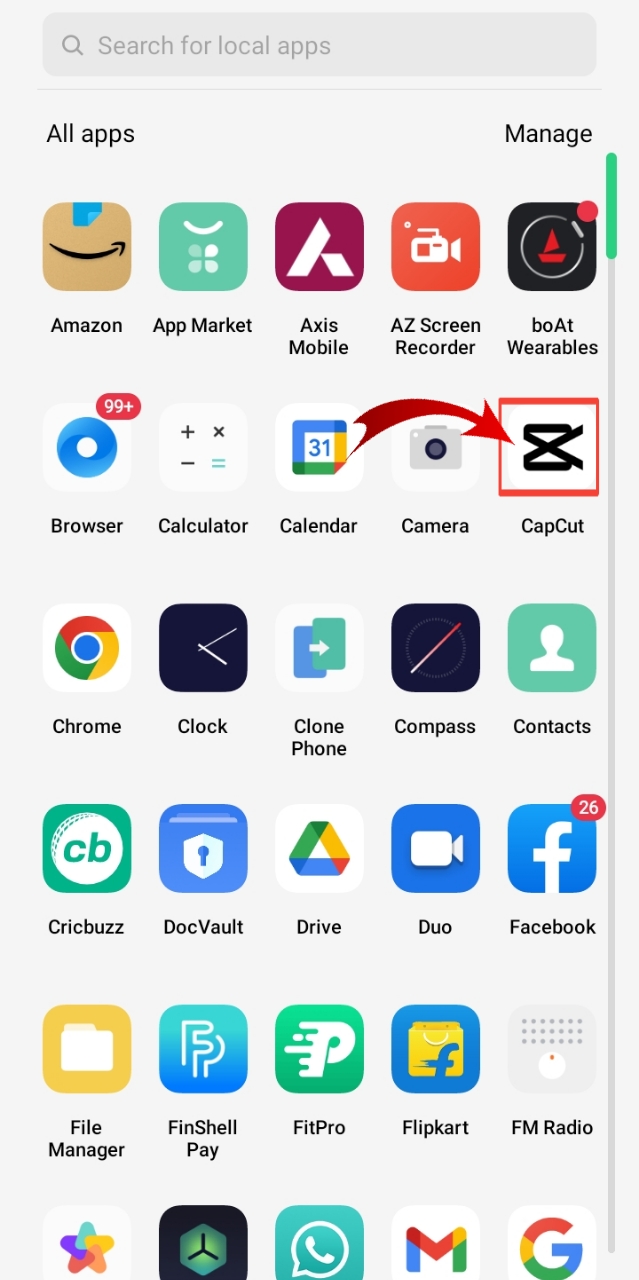 Search for local apps
All apps
Manage
Amazon
App Market
Axis
Mobile
AZ Screen
Recorder
boAt
Wearables
99+
31
Browser
Calculator
Calendar
Camera
CapCut
Chrome
Clock
Clone
Phone
Compass
Contacts
cb
26
Cricbuzz
DocVault
Drive
Duo
Facebook
File
Manager
FinShell
Pay
FitPro
Flipkart
FM Radio